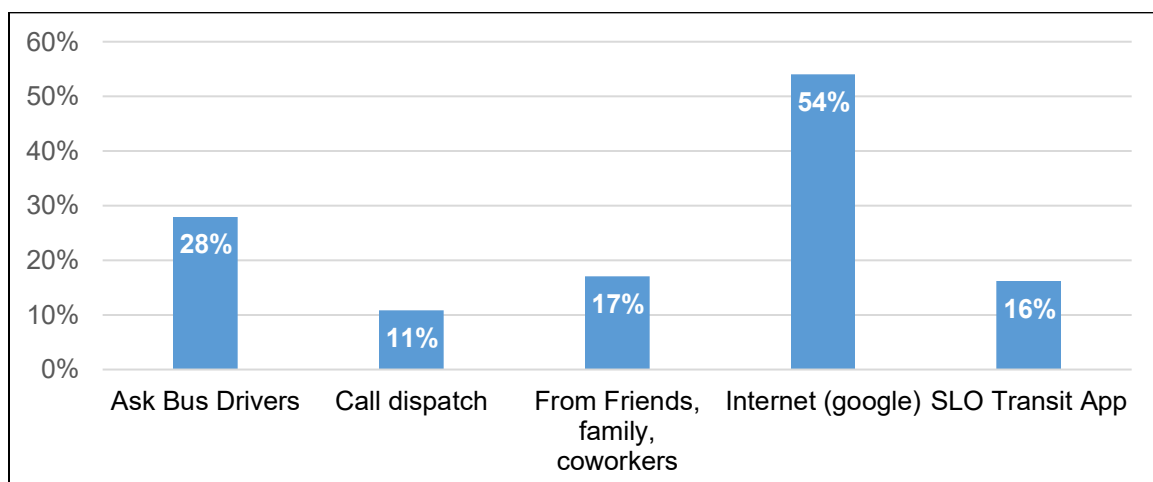 60%
50%
40%
30%
20%
10%
0%
28%
11%
17%
54%
16%
Ask Bus Drivers
Call dispatch
From Friends,
family,
coworkers
Internet (google)
SLO Transit App